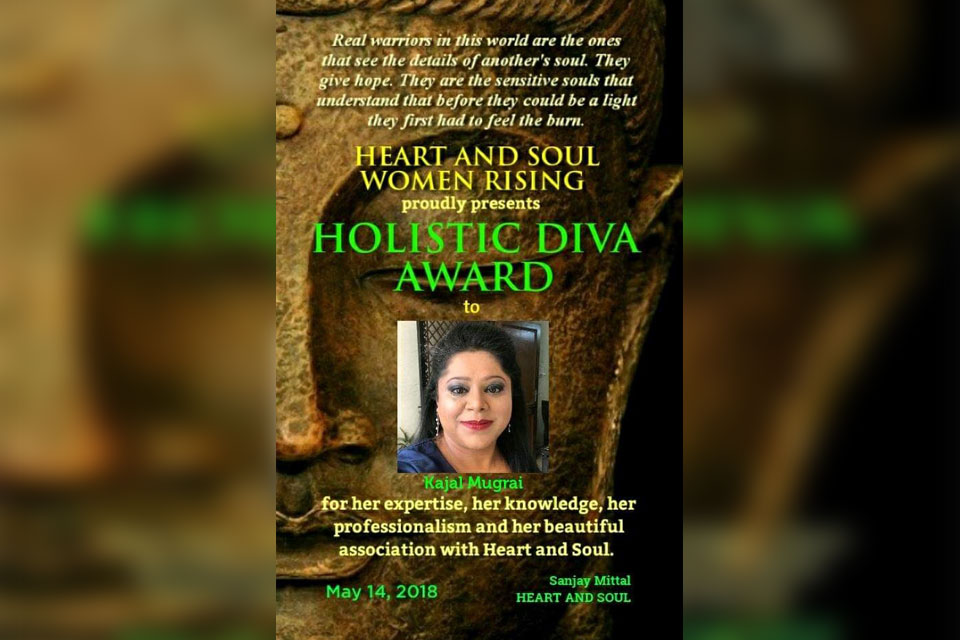 Real warriors in this world are the ones
that see the details of another's soul. They
give hope. They are the sensitive souls that
understand that before they could be a light
they first had to feel the burn.
HEART AND SOUL
WOMEN RISING
proudly presents
HOLISTIC DIVA
AWARD
to
Kajal Mugrai
for her expertise, her knowledge, her
professionalism and her beautiful
association with Heart and Soul.
May 14, 2018
Sanjay Mittal
HEART AND SOUL